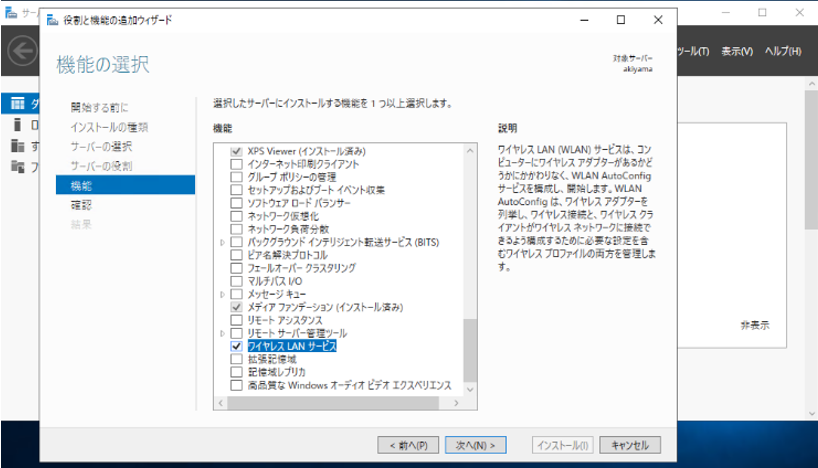 サー
役割と機能の追加ウィザード
ツール(T) 表示(V) ヘルプ(H)
機能の選択
対象サーバー
akiyama
ダ
ロ
す
フ
開始する前に
インストールの種類
サーバーの選択
サーバーの役割
機能
確認
結果
選択したサーバーにインストールする機能を 1 つ以上選択します。
機能
XPS Viewer (インストール済み)
インターネット印刷クライアント
グループ ポリシーの管理
セットアップおよびブート イベント収集
ソフトウェア ロード バランサー
ネットワーク仮想化
ネットワーク負荷分散
バックグラウンド インテリジェント転送サービス (BITS)
ピア名解決プロトコル
フェールオーバー クラスタリング
マルチパス I/O
メッセージ キュー
メディア ファンデーション (インストール済み)
リモート アシスタンス
リモート サーバー管理ツール
ワイヤレス LAN サービス
拡張記憶域
記憶域レプリカ
高品質な Windows オーディオ ビデオ エクスペリエンス
説明
ワイヤレス LAN (WLAN) サービスは、コン
ピューターにワイヤレス アダプターがあるかど
うかにかかわりなく、WLAN AutoConfig
サービスを構成し、開始します。WLAN
AutoConfig は、ワイヤレス アダプターを
列挙し、ワイヤレス接続と、ワイヤレス クラ
イアントがワイヤレス ネットワークに接続で
きるよう構成するために必要な設定を含
むワイヤレス プロファイルの両方を管理しま
す。
非表示
< 前へ(P)
次へ(N) >
インストール(I)
キャンセル